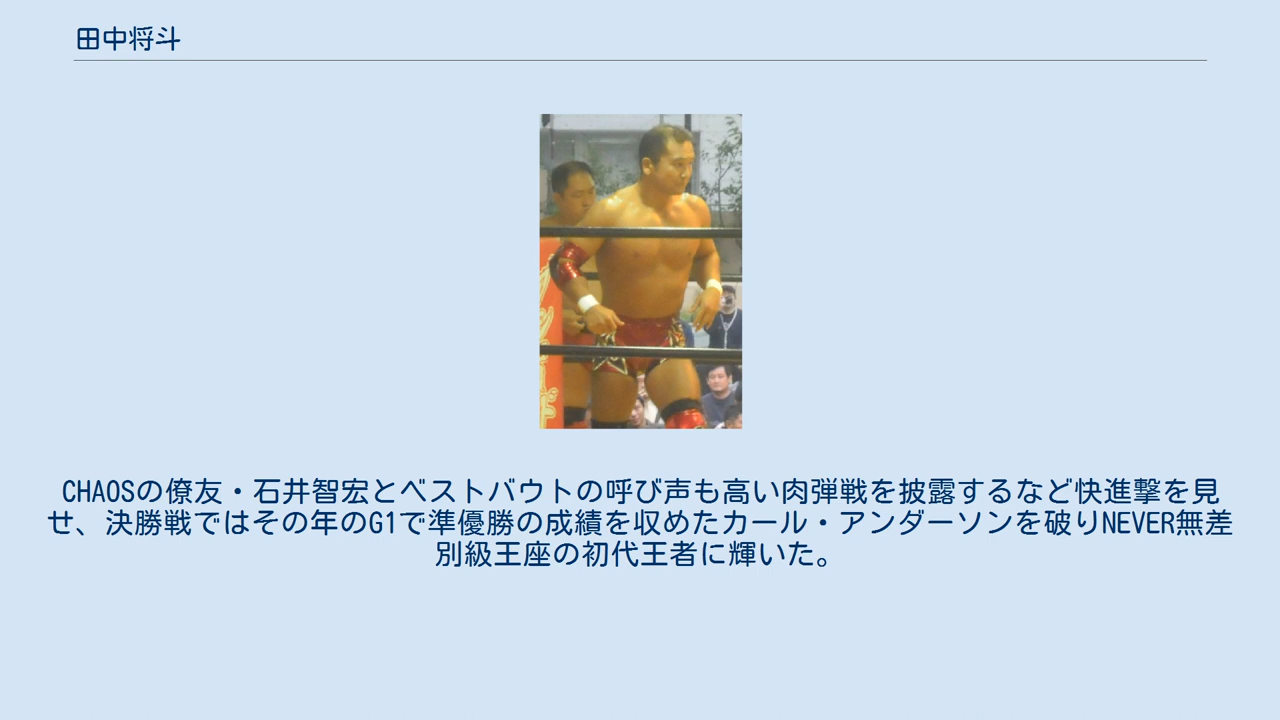 田中将斗
CHAOSの僚友・石井智宏とベストバウトの呼び声も高い肉弾戦を披露するなど快進撃を見
せ、決勝戦ではその年のG1で準優勝の成績を収めたカール・アンダーソンを破りNEVER無差
別級王座の初代王者に輝いた。